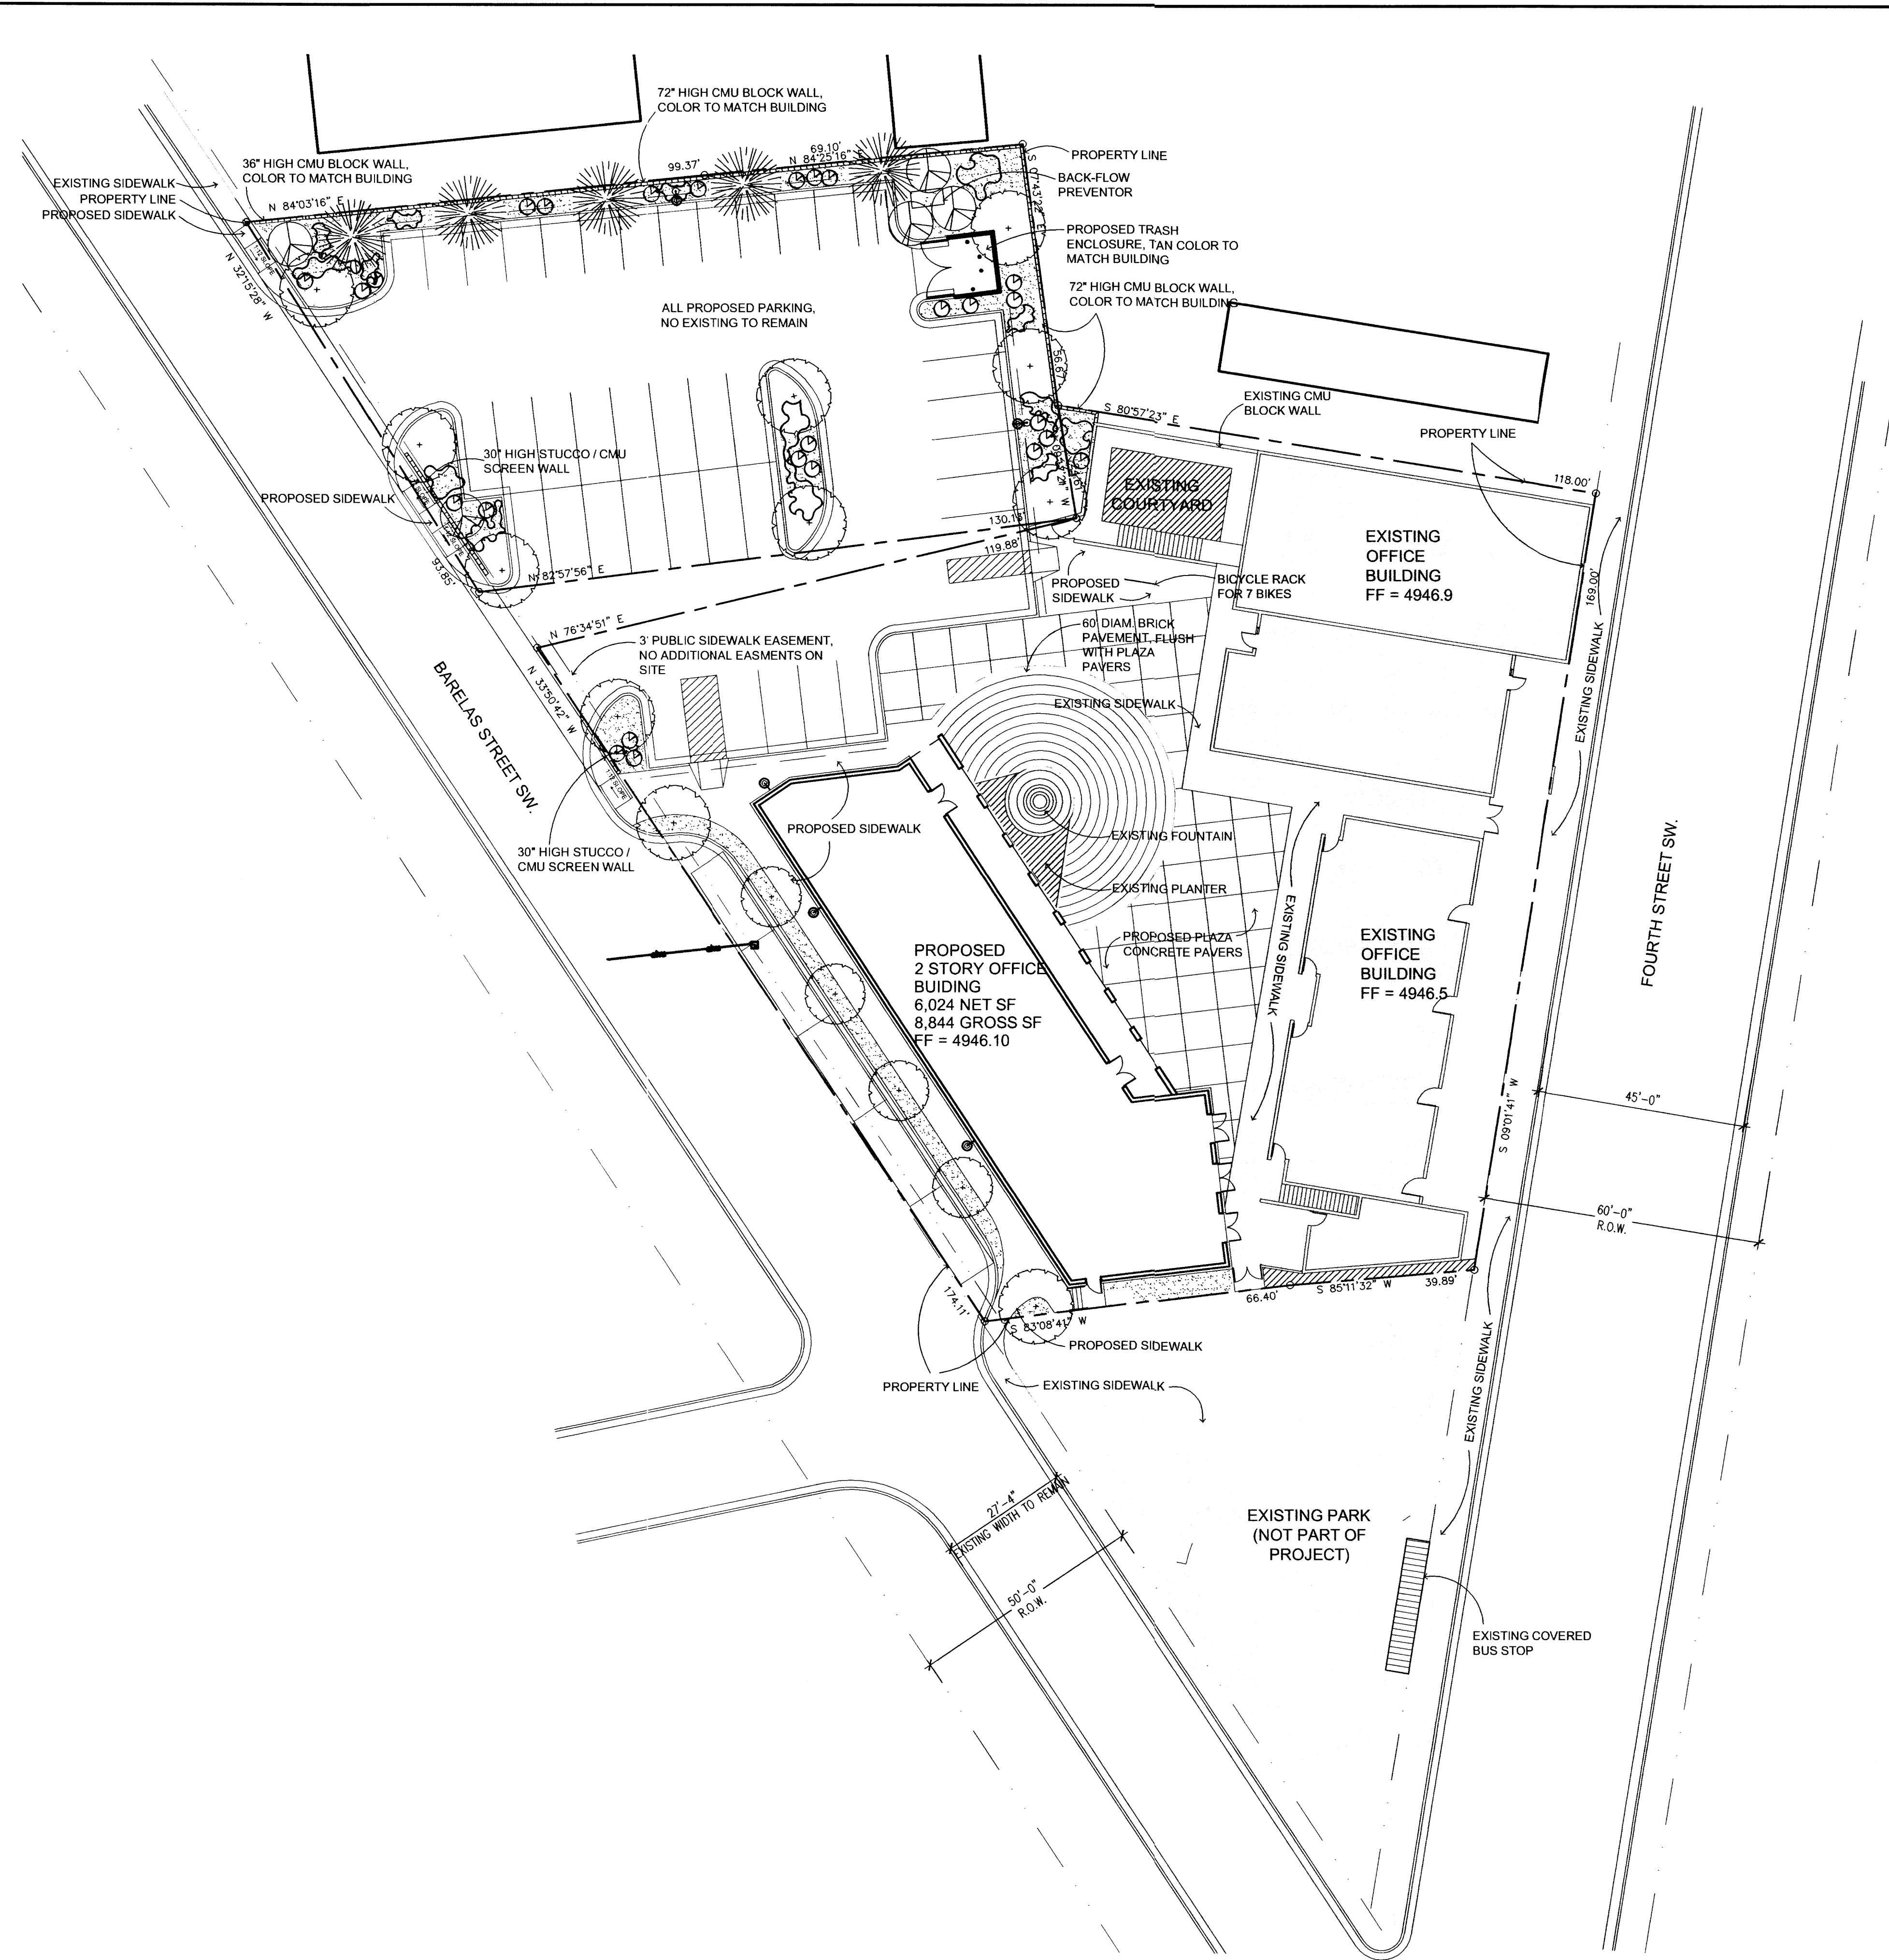 72" HIGH CMU BLOCK WALL,
COLOR TO MATCH BUILDING
36" HIGH CMU BLOCK WALL,
COLOR TO MATCH BUILDING
EXISTING SIDEWALK
PROPERTY LINE
PROPOSED SIDEWALK
N 84°03'16" E
99.37'
69.10'
N 84°25'16" E
PROPERTY LINE
BACK-FLOW
PREVENTOR
S 07°43'22" E
PROPOSED TRASH
ENCLOSURE, TAN COLOR TO
MATCH BUILDING
72" HIGH CMU BLOCK WALL,
COLOR TO MATCH BUILDING
1:12 SLOPE
N 32°15'28" W
ALL PROPOSED PARKING,
NO EXISTING TO REMAIN
56.67'
S 80°57'23" E
EXISTING CMU
BLOCK WALL
PROPERTY LINE
118.00'
30" HIGH STUCCO / CMU
SCREEN WALL
PROPOSED SIDEWALK
93.85'
EXISTING
COURTYARD
EXISTING
OFFICE
BUILDING
FF = 4946.9
169.00'
130.13'
119.88'
N 82°57'56" E
N 76°34'51" E
PROPOSED
SIDEWALK
BICYCLE RACK
FOR 7 BIKES
3' PUBLIC SIDEWALK EASEMENT,
NO ADDITIONAL EASMENTS ON
SITE
60' DIAM. BRICK
PAVEMENT, FLUSH
WITH PLAZA
PAVERS
EXISTING SIDEWALK
EXISTING SIDEWALK
N 33°50'42" W
BARELAS STREET SW.
1:12 SLOPE
30" HIGH STUCCO /
CMU SCREEN WALL
PROPOSED SIDEWALK
EXISTING FOUNTAIN
EXISTING PLANTER
EXISTING SIDEWALK
PROPOSED PLAZA
CONCRETE PAVERS
PROPOSED
2 STORY OFFICE
BUIDING
6,024 NET SF
8,844 GROSS SF
FF = 4946.10
EXISTING
OFFICE
BUILDING
FF = 4946.5
FOURTH STREET SW.
S 09°01'41" W
45'-0"
60'-0"
R.O.W.
174.11'
S 83°08'41" W
66.40'
S 85°11'32" W
39.89'
PROPOSED SIDEWALK
PROPERTY LINE
EXISTING SIDEWALK
EXISTING SIDEWALK
27'-4"
EXISTING WIDTH TO REMAIN
50'-0"
R.O.W.
EXISTING PARK
(NOT PART OF
PROJECT)
EXISTING COVERED
BUS STOP